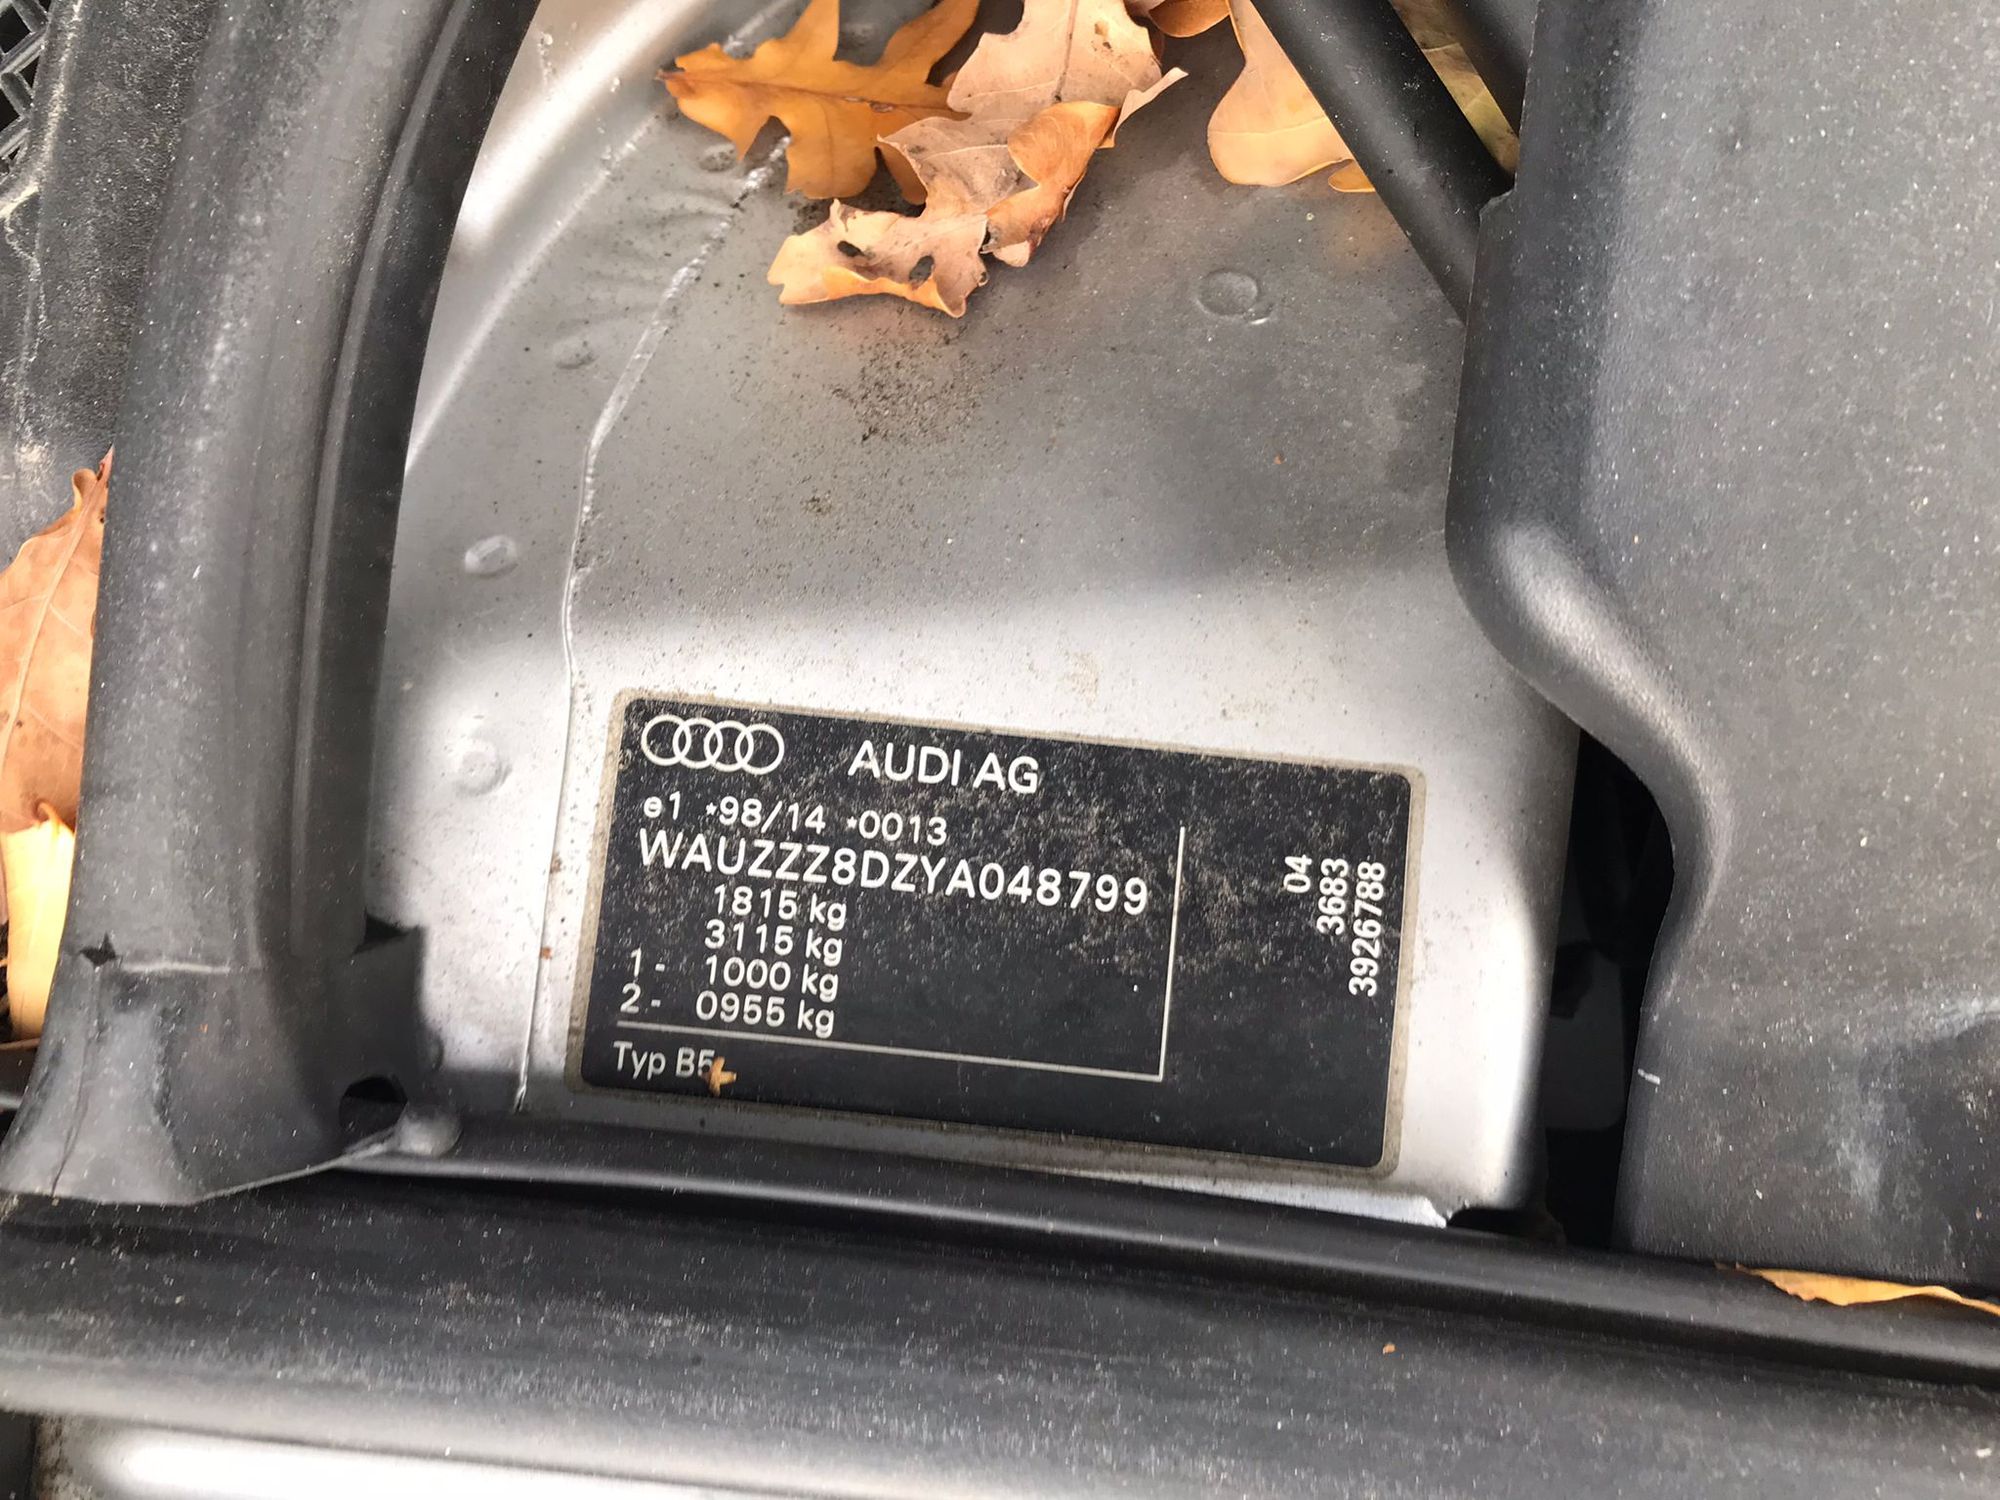 AUDI AG
e1 *98/14 *0013
WAUZZZ8DZYA048799
1815 kg
3115 kg
1- 1000 kg
2- 0955 kg
Typ B5
04
3683
3926788